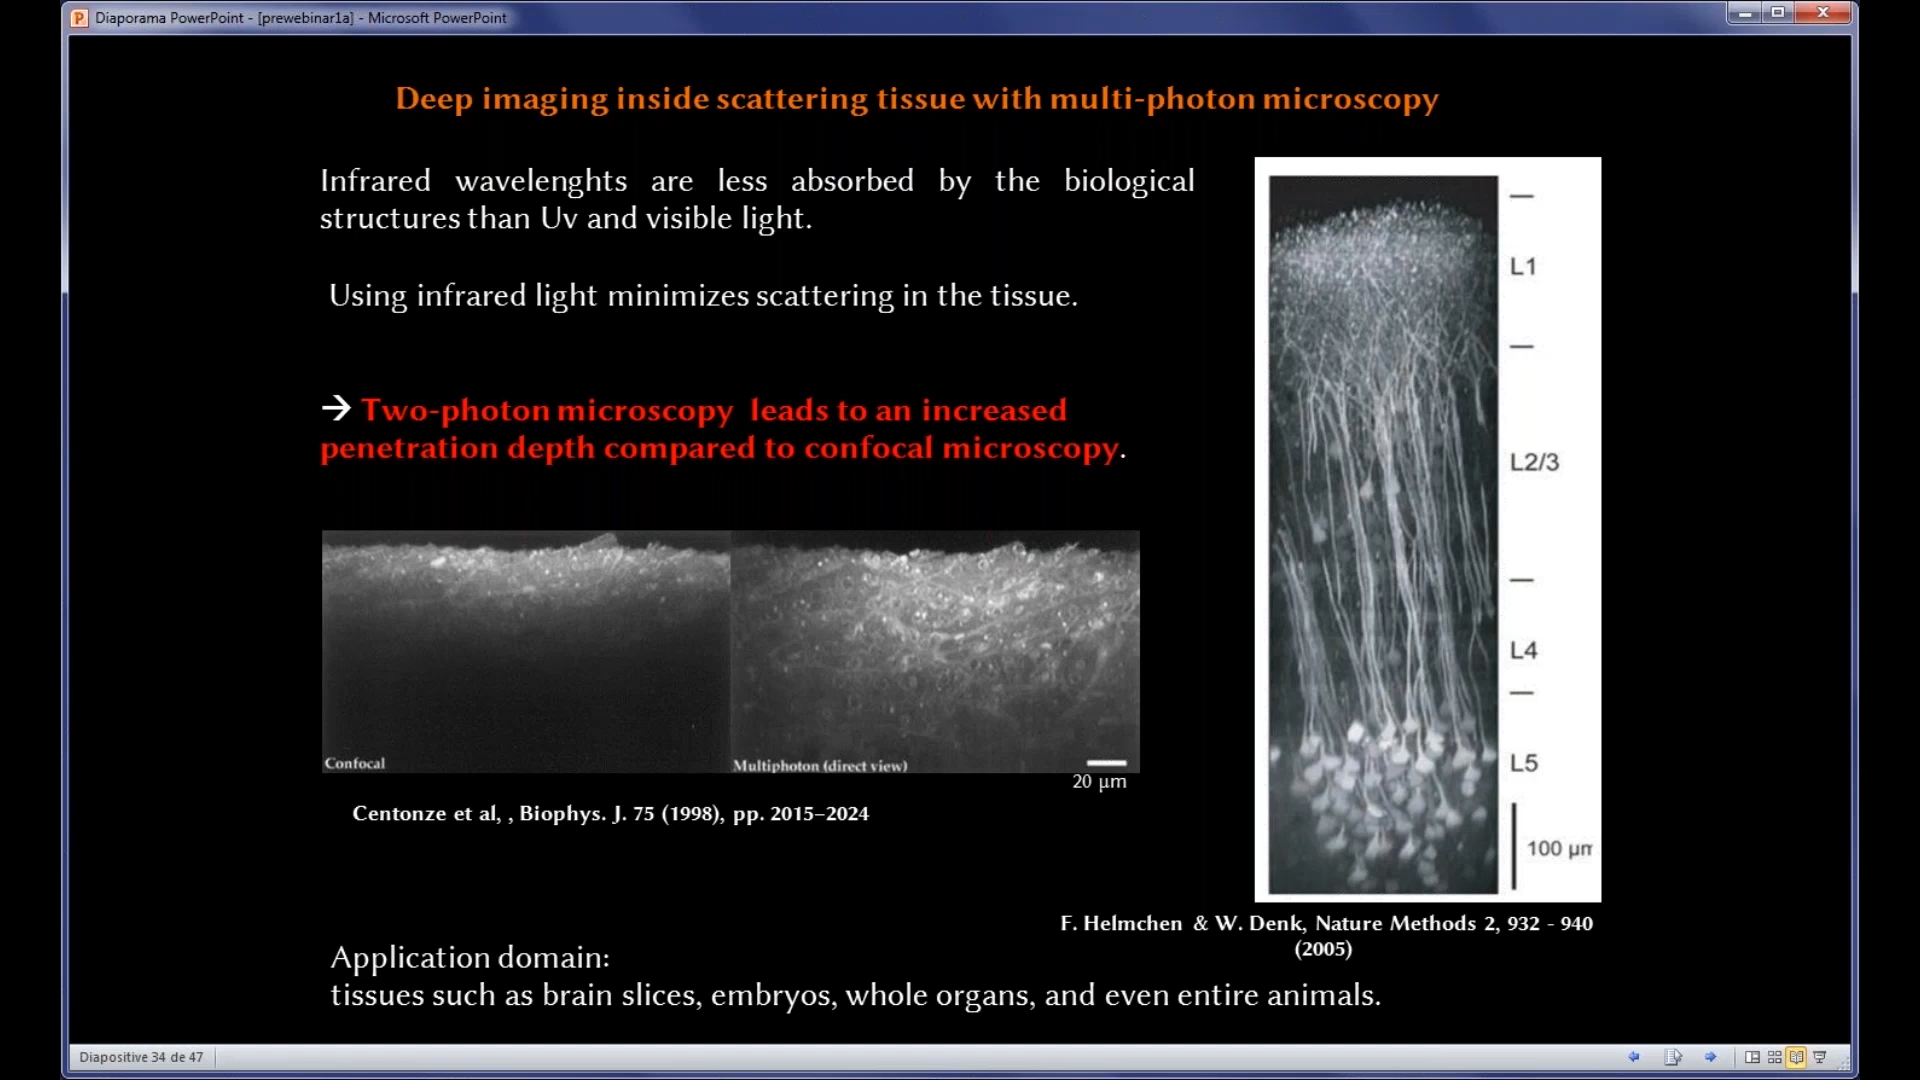 Diaporama PowerPoint - [prewebinar1a] - Microsoft PowerPoint
Deep imaging inside scattering tissue with multi-photon microscopy
Infrared wavelenghts are less absorbed by the biological
structures than Uv and visible light.
Using infrared light minimizes scattering in the tissue.
→ Two-photon microscopy leads to an increased
penetration depth compared to confocal microscopy.
Confocal
Multiphoton (direct view)
20 µm
Centonze et al, , Biophys. J. 75 (1998), pp. 2015–2024
L1
L2/3
L4
L5
100 µm
F. Helmchen & W. Denk, Nature Methods 2, 932 - 940
(2005)
Application domain:
tissues such as brain slices, embryos, whole organs, and even entire animals.
Diapositive 34 de 47